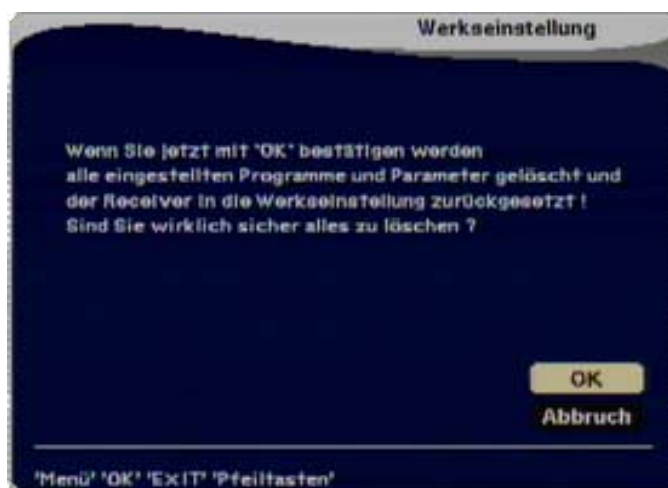 Werkseinstellung
Wenn Sie jetzt mit "OK" bestätigen werden
alle eingestellten Programme und Parameter gelöscht und
der Receiver in die Werkseinstellung zurückgesetzt !
Sind Sie wirklich sicher alles zu löschen ?
OK
Abbruch
'Menü' 'OK' 'EXIT' 'Pfeiltasten'